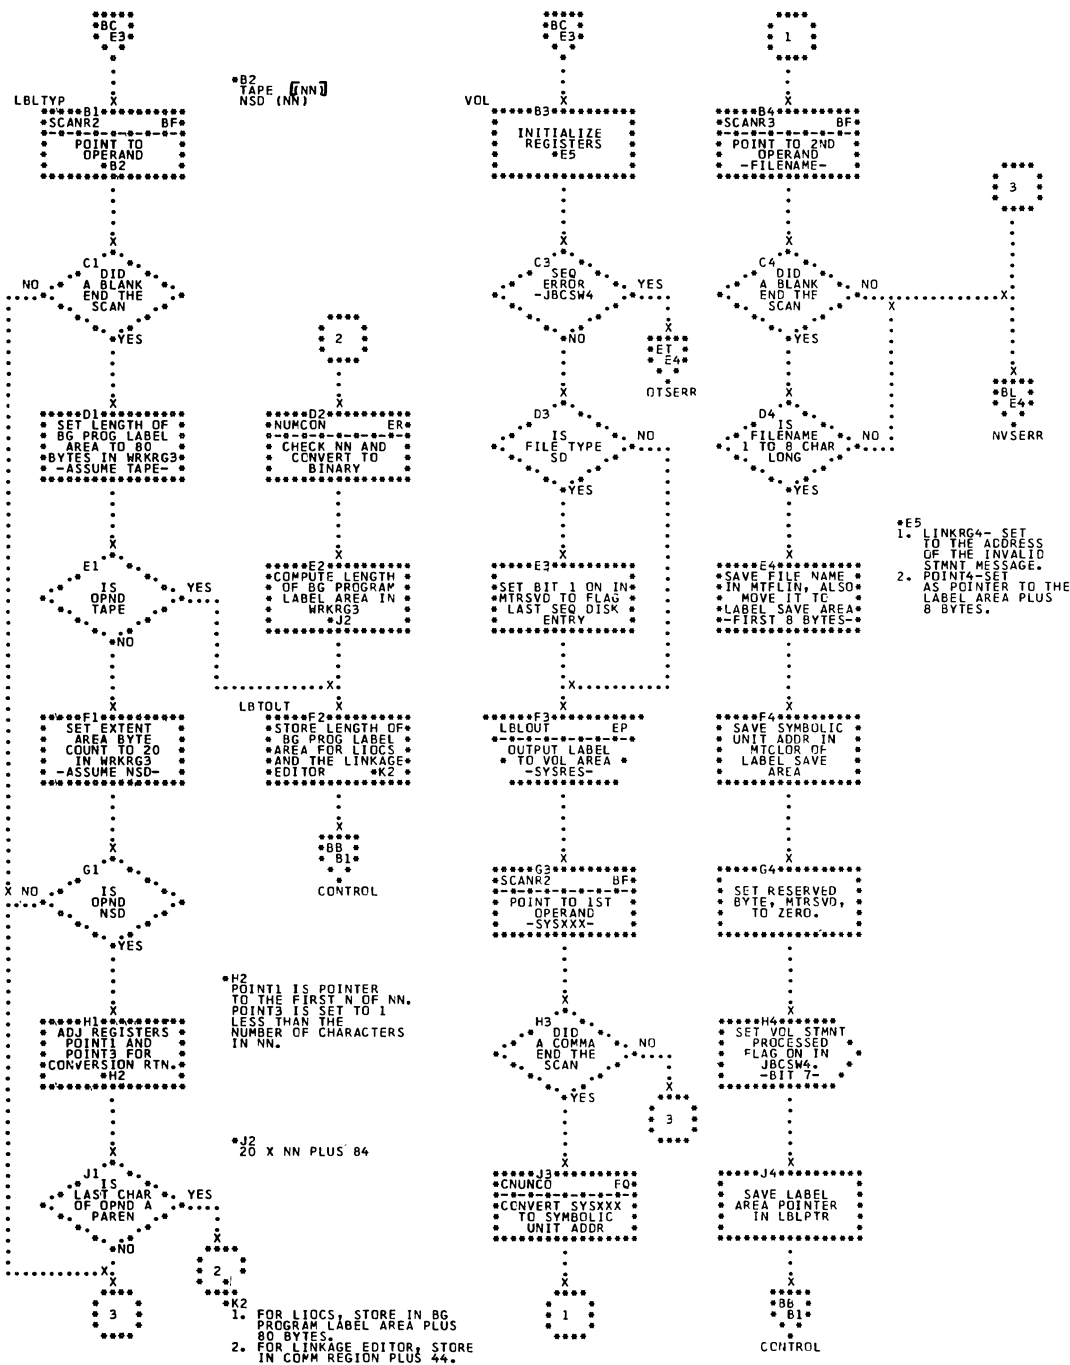 BC
E3
LBLTYP
B1
SCANR2 BF
POINT TO
OPERAND
*B2
C1
DID
A BLANK
END THE
SCAN
NO
YES
D1
SET LENGTH OF
BG PROG LABEL
AREA TO 80
BYTES IN WRKRG3
-ASSUME TAPE-
E1
IS
OPND
TAPE
YES
NO
F1
SET EXTENT
AREA BYTE
COUNT TO 20
IN WRKRG3
-ASSUME NSD-
G1
IS
OPND
NSD
NO
YES
H1
ADJ REGISTERS
POINT1 AND
POINT3 FOR
CONVERSION RTN.
*H2
J1
IS
LAST CHAR
OF OPND A
PAREN
YES
NO
2
3
*B2
TAPE [(NN)]
NSD (NN)
2
D2
NUMCON ER
CHECK NN AND
CONVERT TO
BINARY
E2
COMPUTE LENGTH
OF BG PROGRAM
LABEL AREA IN
WRKRG3
J2
LBTOLT
F2
STORE LENGTH OF
BG PROG LABEL
AREA FOR LIOCS
AND THE LINKAGE
EDITOR *K2
BB
B1
CONTROL
*H2
POINT1 IS POINTER
TO THE FIRST N OF NN.
POINT3 IS SET TO 1
LESS THAN THE
NUMBER OF CHARACTERS
IN NN.
*J2
20 X NN PLUS 84
*K2
1. FOR LIOCS, STORE IN BG
PROGRAM LABEL AREA PLUS
80 BYTES.
2. FOR LINKAGE EDITOR, STORE
IN COMM REGION PLUS 44.
BC
E3
VOL
B3
INITIALIZE
REGISTERS
*E5
C3
SEQ
ERROR
-JBCSW4
YES
NO
ET
E4
OTSERR
D3
IS
FILE TYPE
SD
NO
YES
E3
SET BIT 1 ON IN
MTRSVD TO FLAG
LAST SEQ DISK
ENTRY
F3
LBLOUT EP
OUTPUT LABEL
TO VOL AREA
-SYSRES-
G3
SCANR2 BF
POINT TO 1ST
OPERAND
-SYSXXX-
H3
DID
A COMMA
END THE
SCAN
NO
YES
3
J3
CNUNCO FQ
CONVERT SYSXXX
TO SYMBOLIC
UNIT ADDR
1
1
B4
SCANR3 BF
POINT TO 2ND
OPERAND
-FILENAME-
C4
DID
A BLANK
END THE
SCAN
NO
YES
3
BL
E4
NVSERR
D4
IS
FILENAME
1 TO 8 CHAR
LONG
NO
YES
E4
SAVE FILE NAME
IN MTFLIN, ALSO
MOVE IT TO
LABEL SAVE AREA
-FIRST 8 BYTES-
*E5
1. LINKRG4- SET
TO THE ADDRESS
OF THE INVALID
STMNT MESSAGE.
2. POINT4-SET
AS POINTER TO THE
LABEL AREA PLUS
8 BYTES.
F4
SAVE SYMBOLIC
UNIT ADDR IN
MTCLOR OF
LABEL SAVE
AREA
G4
SET RESERVED
BYTE, MTRSVD,
TO ZERO.
H4
SET VOL STMNT
PROCESSED
FLAG ON IN
JBCSW4.
-BIT 7-
J4
SAVE LABEL
AREA POINTER
IN LBLPTR
BB
B1
CONTROL